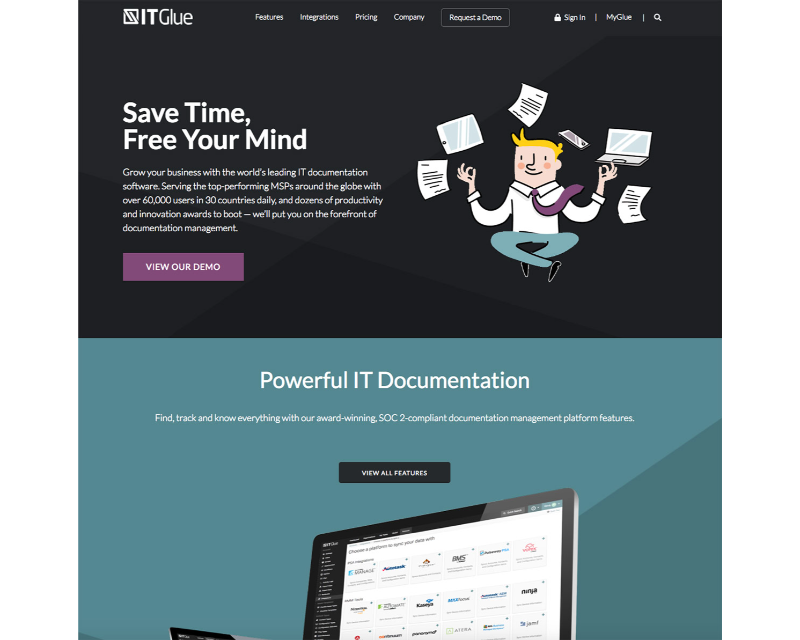 ITGlue
Features Integrations Pricing Company Request a Demo Sign In | MyGlue |
Save Time,
Free Your Mind
Grow your business with the world's leading IT documentation
software. Serving the top-performing MSPs around the globe with
over 60,000 users in 30 countries daily, and dozens of productivity
and innovation awards to boot — we'll put you on the forefront of
documentation management.
VIEW OUR DEMO
Powerful IT Documentation
Find, track and know everything with our award-winning, SOC 2-compliant documentation management platform features.
VIEW ALL FEATURES
ITGlue
Choose a platform to sync your data with
MANAGE Autotask BMS
Kaseya ninja
ATERA jamf